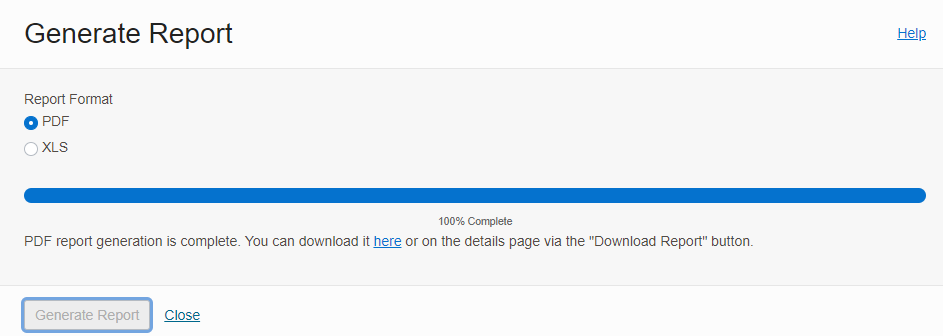 Generate Report
Help
Report Format
PDF
XLS
100% Complete
PDF report generation is complete. You can download it here or on the details page via the "Download Report" button.
Generate Report
Close